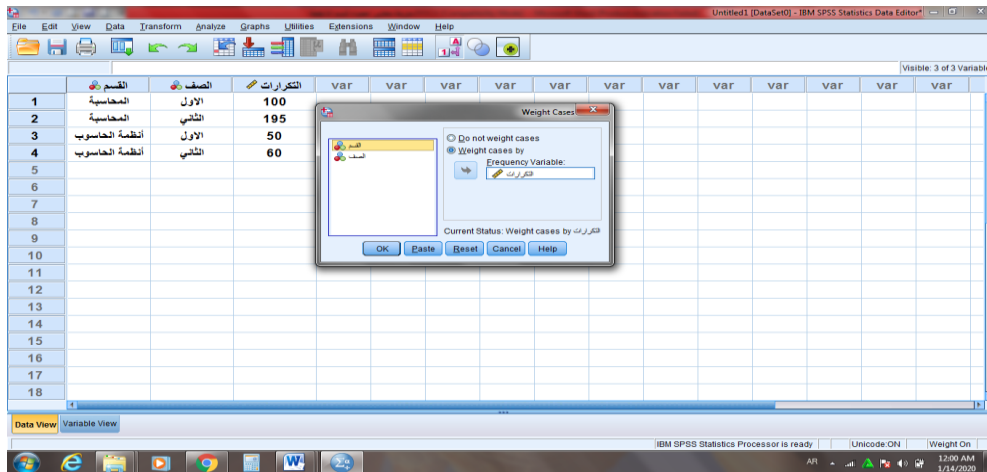 Untitled1 [DataSet0] - IBM SPSS Statistics Data Editor*
File Edit View Data Transform Analyze Graphs Utilities Extensions Window Help
Visible: 3 of 3 Variable
القسم الصف التكرارات var var var var var var var var var var
1 المحاسبة الاول 100
2 المحاسبة الثاني 195
3 أنظمة الحاسوب الاول 50
4 أنظمة الحاسوب الثاني 60
5
6
7
8
9
10
11
12
13
14
15
16
17
18
Weight Cases
القسم
الصف
Do not weight cases
Weight cases by
Frequency Variable:
التكرارات
Current Status: Weight cases by التكرارات
OK Paste Reset Cancel Help
Data View Variable View
IBM SPSS Statistics Processor is ready Unicode:ON Weight On
AR 12:00 AM
1/14/2020